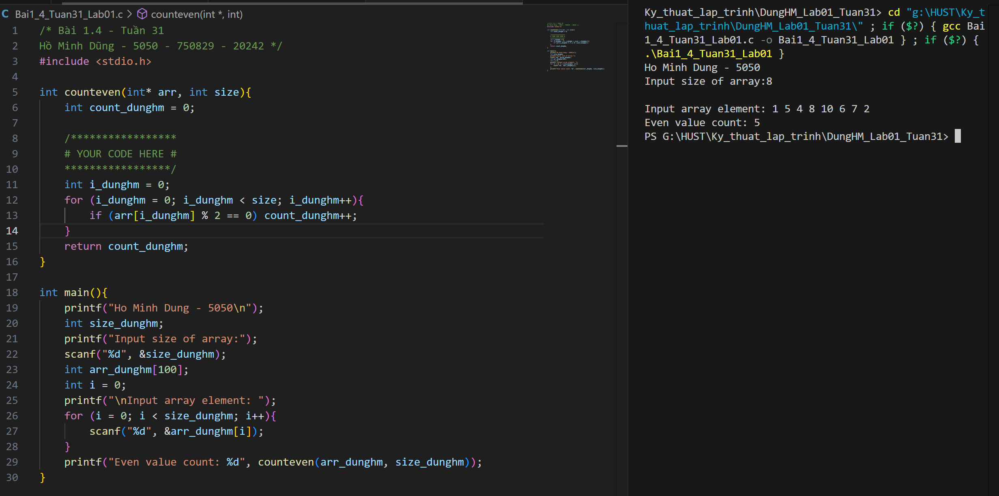 C Bai1_4_Tuan31_Lab01.c > counteven(int *, int)
1 /* Bài 1.4 - Tuần 31
2 Hồ Minh Dũng - 5050 - 750829 - 20242 */
3 #include <stdio.h>
4
5 int counteven(int* arr, int size){
6     int count_dunghm = 0;
7
8     /*****************
9     # YOUR CODE HERE #
10     *****************/
11     int i_dunghm = 0;
12     for (i_dunghm = 0; i_dunghm < size; i_dunghm++){
13         if (arr[i_dunghm] % 2 == 0) count_dunghm++;
14     }
15     return count_dunghm;
16 }
17
18 int main(){
19     printf("Ho Minh Dung - 5050\n");
20     int size_dunghm;
21     printf("Input size of array:");
22     scanf("%d", &size_dunghm);
23     int arr_dunghm[100];
24     int i = 0;
25     printf("\nInput array element: ");
26     for (i = 0; i < size_dunghm; i++){
27         scanf("%d", &arr_dunghm[i]);
28     }
29     printf("Even value count: %d", counteven(arr_dunghm, size_dunghm));
30 }
Ky_thuat_lap_trinh\DungHM_Lab01_Tuan31> cd "g:\HUST\Ky_t
huat_lap_trinh\DungHM_Lab01_Tuan31\" ; if ($?) { gcc Bai
1_4_Tuan31_Lab01.c -o Bai1_4_Tuan31_Lab01 } ; if ($?) {
.\Bai1_4_Tuan31_Lab01 }
Ho Minh Dung - 5050
Input size of array:8

Input array element: 1 5 4 8 10 6 7 2
Even value count: 5
PS G:\HUST\Ky_thuat_lap_trinh\DungHM_Lab01_Tuan31>